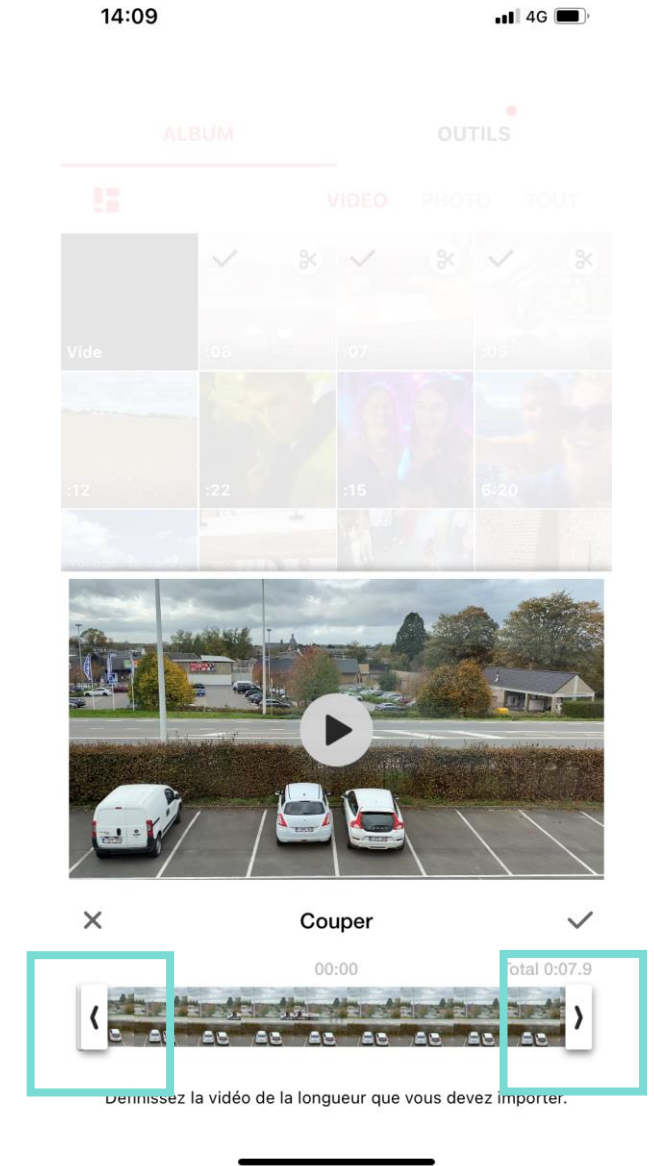 14:09 4G
ALBUM OUTILS
VIDEO PHOTO TOUT
Vide :08 :07 :05
:12 :22 :15 6:20
Couper
00:00 Total 0:07.9
Définissez la vidéo de la longueur que vous devez importer.